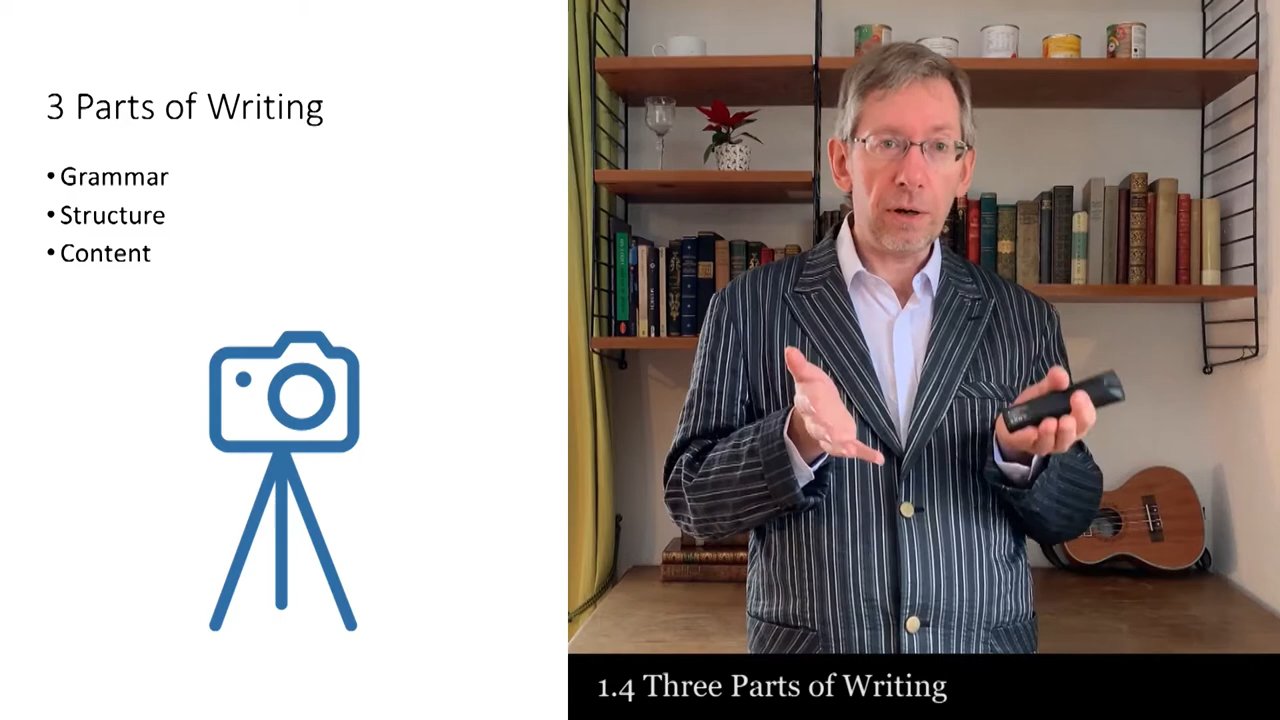 3 Parts of Writing
• Grammar
• Structure
• Content
1.4 Three Parts of Writing